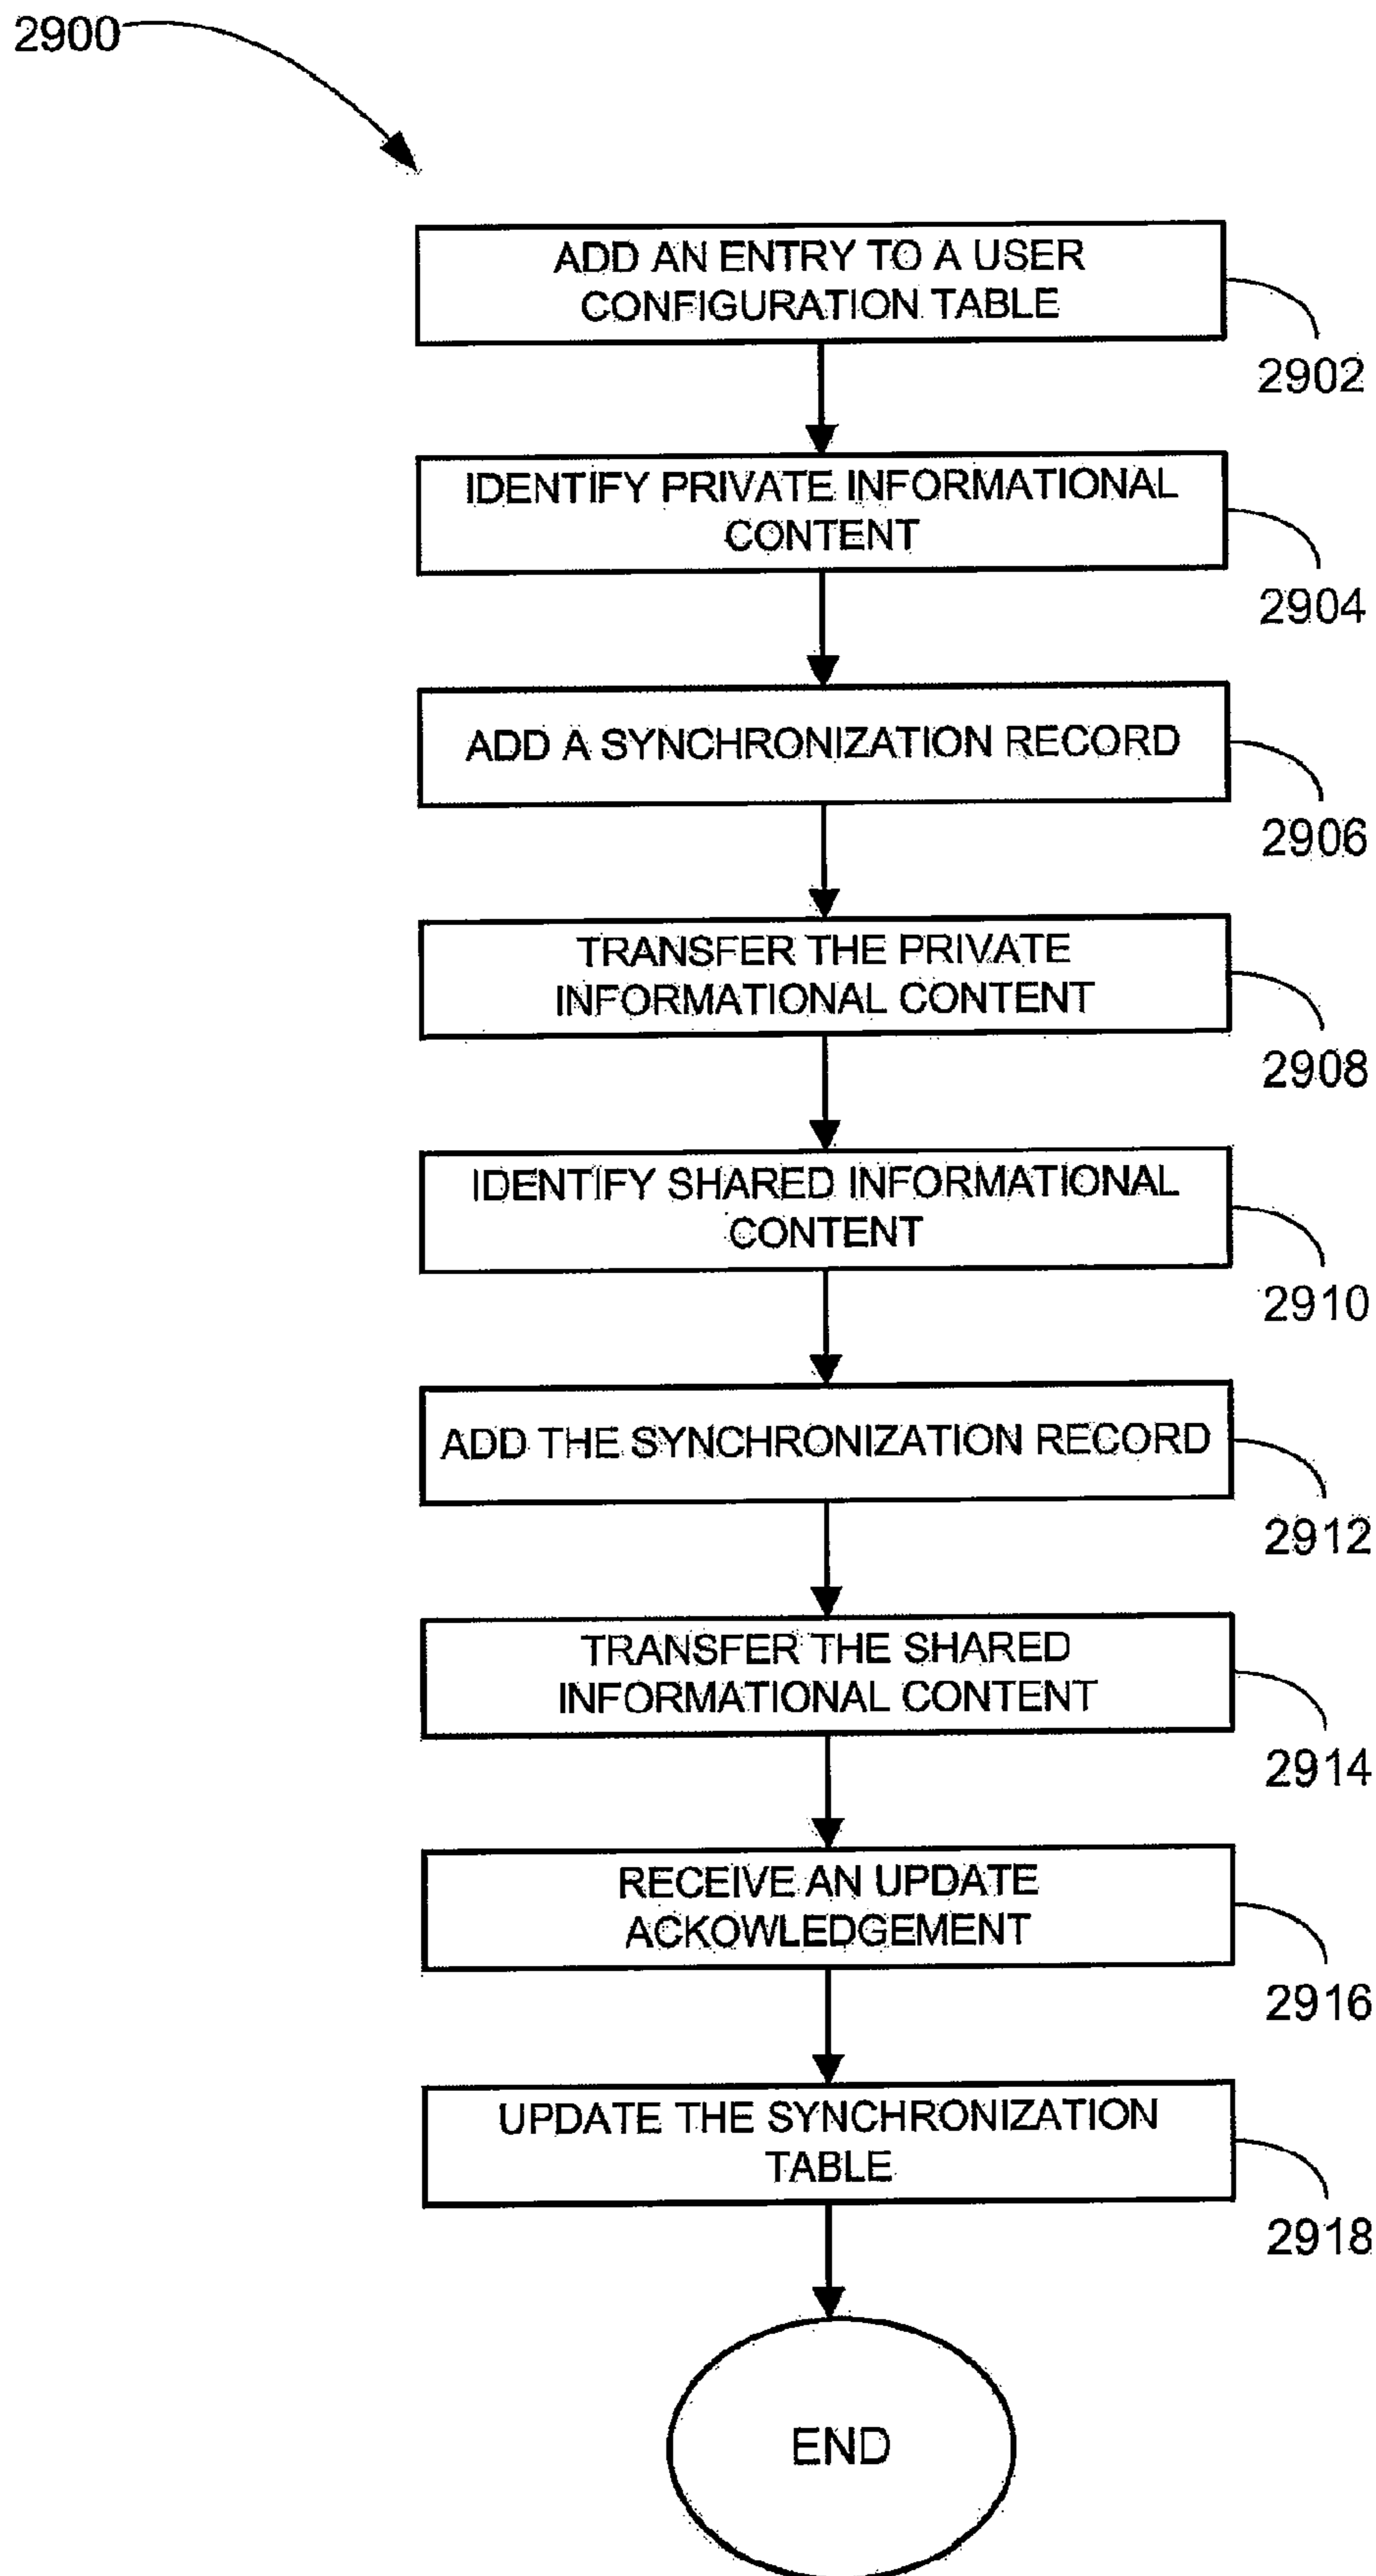 2900
ADD AN ENTRY TO A USER
CONFIGURATION TABLE
2902
IDENTIFY PRIVATE INFORMATIONAL
CONTENT
2904
ADD A SYNCHRONIZATION RECORD
2906
TRANSFER THE PRIVATE
INFORMATIONAL CONTENT
2908
IDENTIFY SHARED INFORMATIONAL
CONTENT
2910
ADD THE SYNCHRONIZATION RECORD
2912
TRANSFER THE SHARED
INFORMATIONAL CONTENT
2914
RECEIVE AN UPDATE
ACKOWLEDGEMENT
2916
UPDATE THE SYNCHRONIZATION
TABLE
2918
END